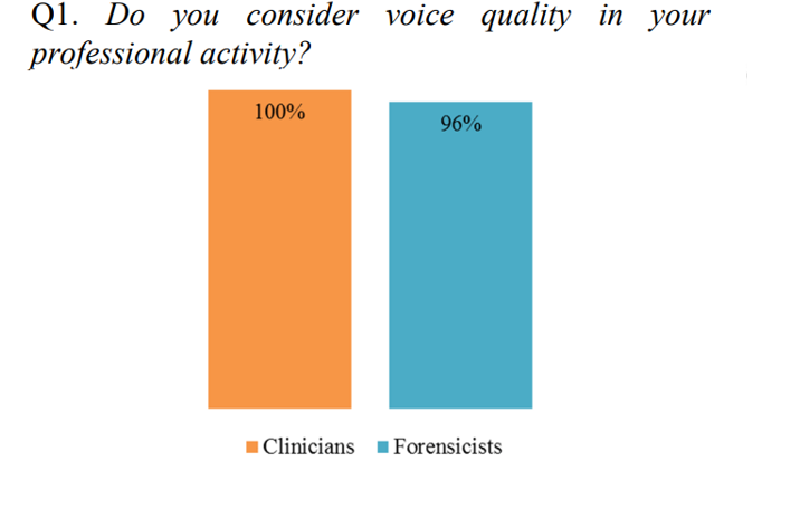 Q1. Do you consider voice quality in your
professional activity?
100%
96%
Clinicians Forensicists